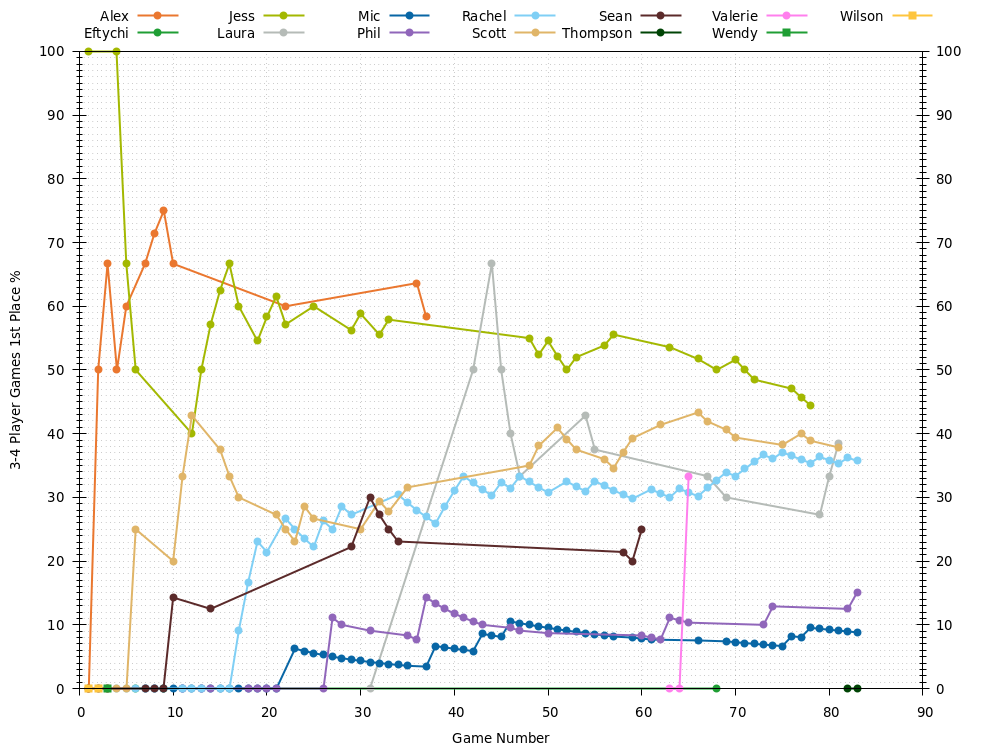 Alex Jess Mic Rachel Sean Valerie Wilson
Eftychi Laura Phil Scott Thompson Wendy
100 100
90 90
80 80
70 70
60 60
50 50
40 40
30 30
20 20
10 10
0 0
3-4 Player Games 1st Place %
0 10 20 30 40 50 60 70 80 90
Game Number